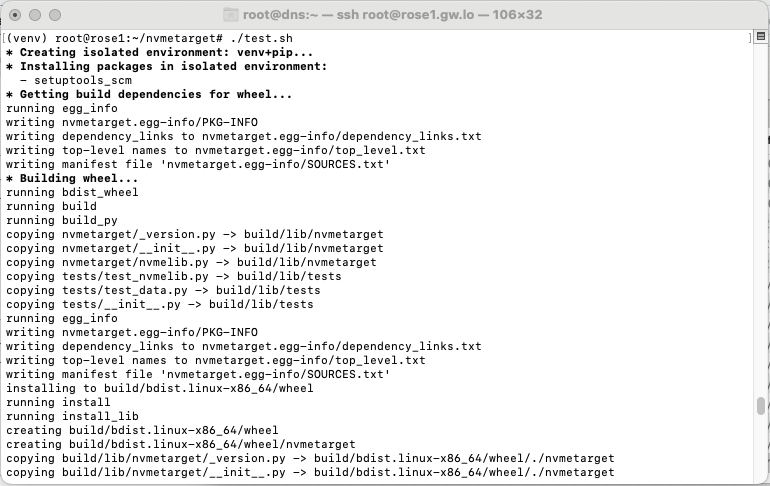 root@dns:~ — ssh root@rose1.gw.lo — 106×32
[(venv) root@rose1:~/nvmetarget# ./test.sh ]
* Creating isolated environment: venv+pip...
* Installing packages in isolated environment:
  - setuptools_scm
* Getting build dependencies for wheel...
running egg_info
writing nvmetarget.egg-info/PKG-INFO
writing dependency_links to nvmetarget.egg-info/dependency_links.txt
writing top-level names to nvmetarget.egg-info/top_level.txt
writing manifest file 'nvmetarget.egg-info/SOURCES.txt'
* Building wheel...
running bdist_wheel
running build
running build_py
copying nvmetarget/_version.py -> build/lib/nvmetarget
copying nvmetarget/__init__.py -> build/lib/nvmetarget
copying nvmetarget/nvmelib.py -> build/lib/nvmetarget
copying tests/test_nvmelib.py -> build/lib/tests
copying tests/test_data.py -> build/lib/tests
copying tests/__init__.py -> build/lib/tests
running egg_info
writing nvmetarget.egg-info/PKG-INFO
writing dependency_links to nvmetarget.egg-info/dependency_links.txt
writing top-level names to nvmetarget.egg-info/top_level.txt
writing manifest file 'nvmetarget.egg-info/SOURCES.txt'
installing to build/bdist.linux-x86_64/wheel
running install
running install_lib
creating build/bdist.linux-x86_64/wheel
creating build/bdist.linux-x86_64/wheel/nvmetarget
copying build/lib/nvmetarget/_version.py -> build/bdist.linux-x86_64/wheel/./nvmetarget
copying build/lib/nvmetarget/__init__.py -> build/bdist.linux-x86_64/wheel/./nvmetarget